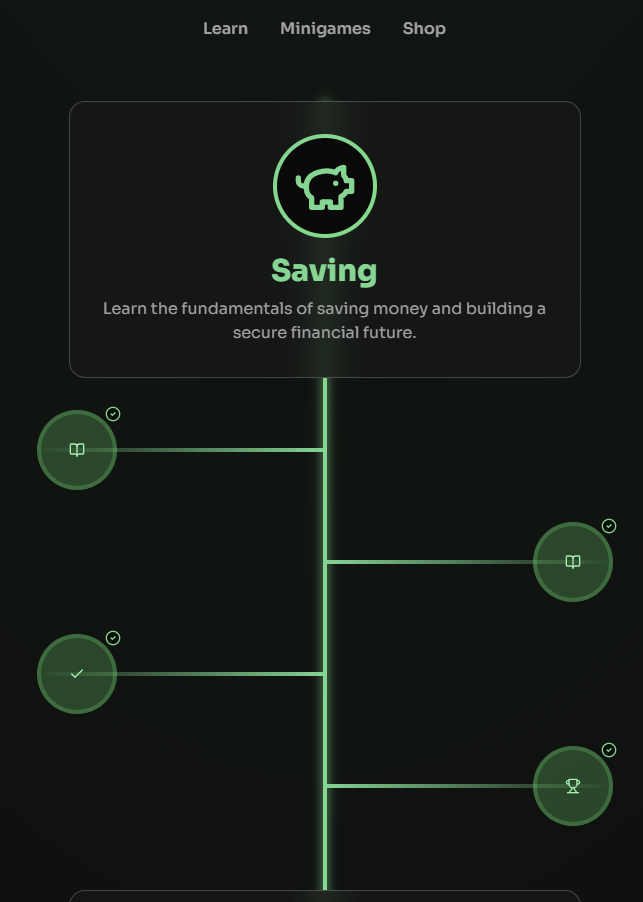 Learn Minigames Shop
Saving
Learn the fundamentals of saving money and building a
secure financial future.